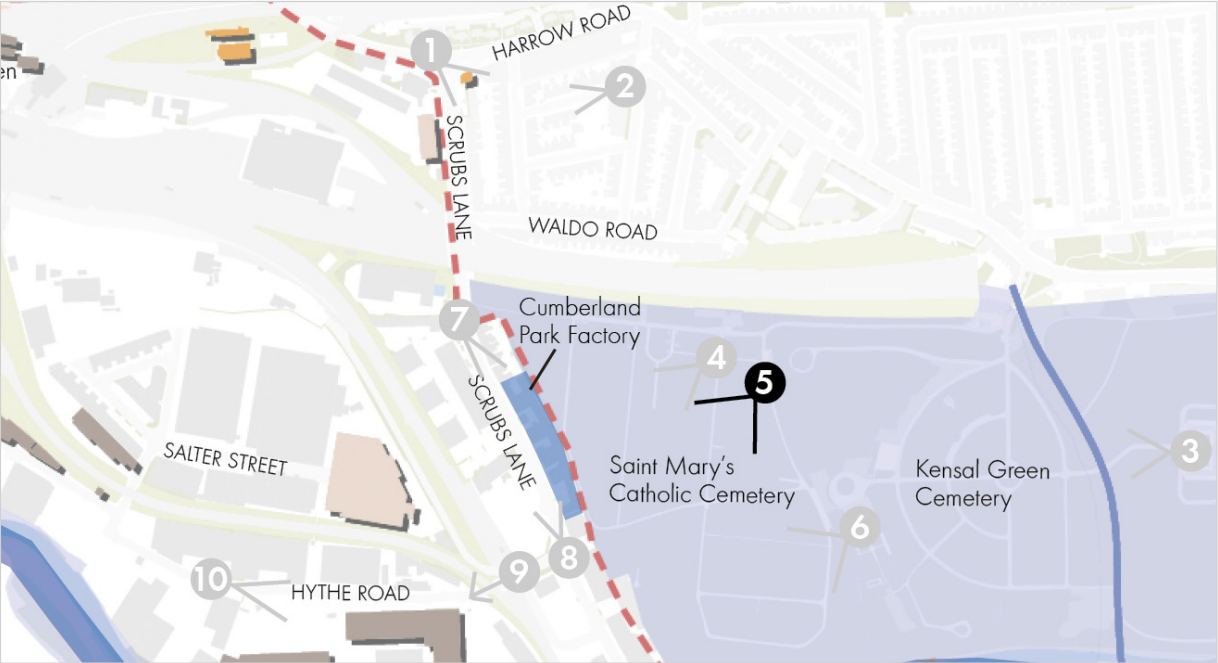 1
HARROW ROAD
2
en
SCRUBS LANE
WALDO ROAD
Cumberland
Park Factory
7
4
5
SCRUBS LANE
SALTER STREET
Saint Mary's
Catholic Cemetery
Kensal Green
Cemetery
3
6
8
9
10
HYTHE ROAD